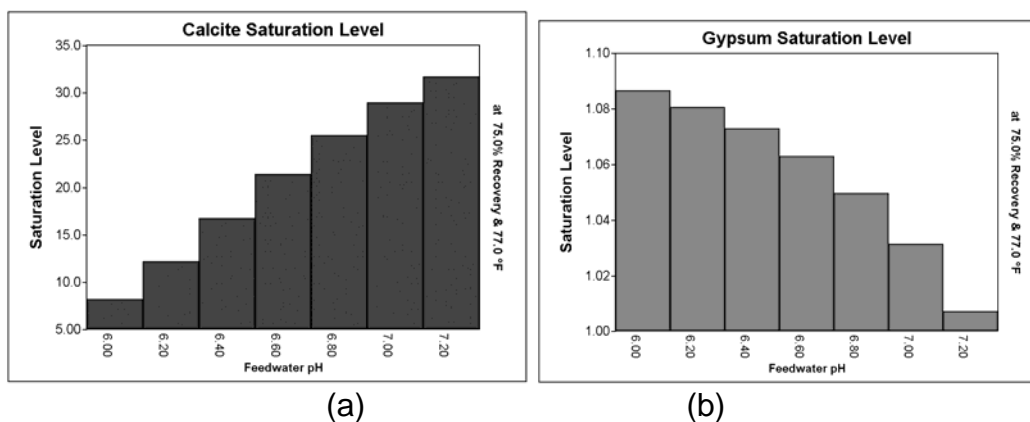 Calcite Saturation Level
35.0
30.0
25.0
20.0
15.0
10.0
5.00
Saturation Level
6.00
6.20
6.40
6.60
6.80
7.00
7.20
Feedwater pH
at 75.0% Recovery & 77.0 °F
(a)
Gypsum Saturation Level
1.10
1.08
1.06
1.04
1.02
1.00
Saturation Level
6.00
6.20
6.40
6.60
6.80
7.00
7.20
Feedwater pH
at 75.0% Recovery & 77.0 °F
(b)